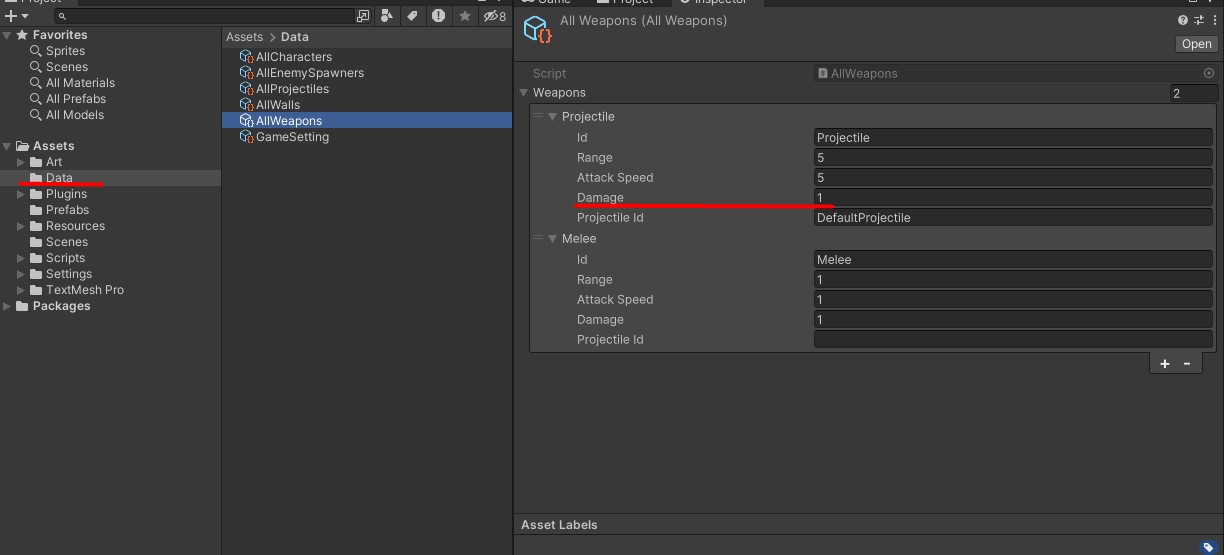 Project
8
Favorites
Sprites
Scenes
All Materials
All Prefabs
All Models
Assets
Art
Data
Plugins
Prefabs
Resources
Scenes
Scripts
Settings
TextMesh Pro
Packages
Assets > Data
AllCharacters
AllEnemySpawners
AllProjectiles
AllWalls
AllWeapons
GameSetting
Game
Project
Inspector
All Weapons (All Weapons)
Open
Script AllWeapons
Weapons 2
Projectile
Id Projectile
Range 5
Attack Speed 5
Damage 1
Projectile Id DefaultProjectile
Melee
Id Melee
Range 1
Attack Speed 1
Damage 1
Projectile Id
+ -
Asset Labels